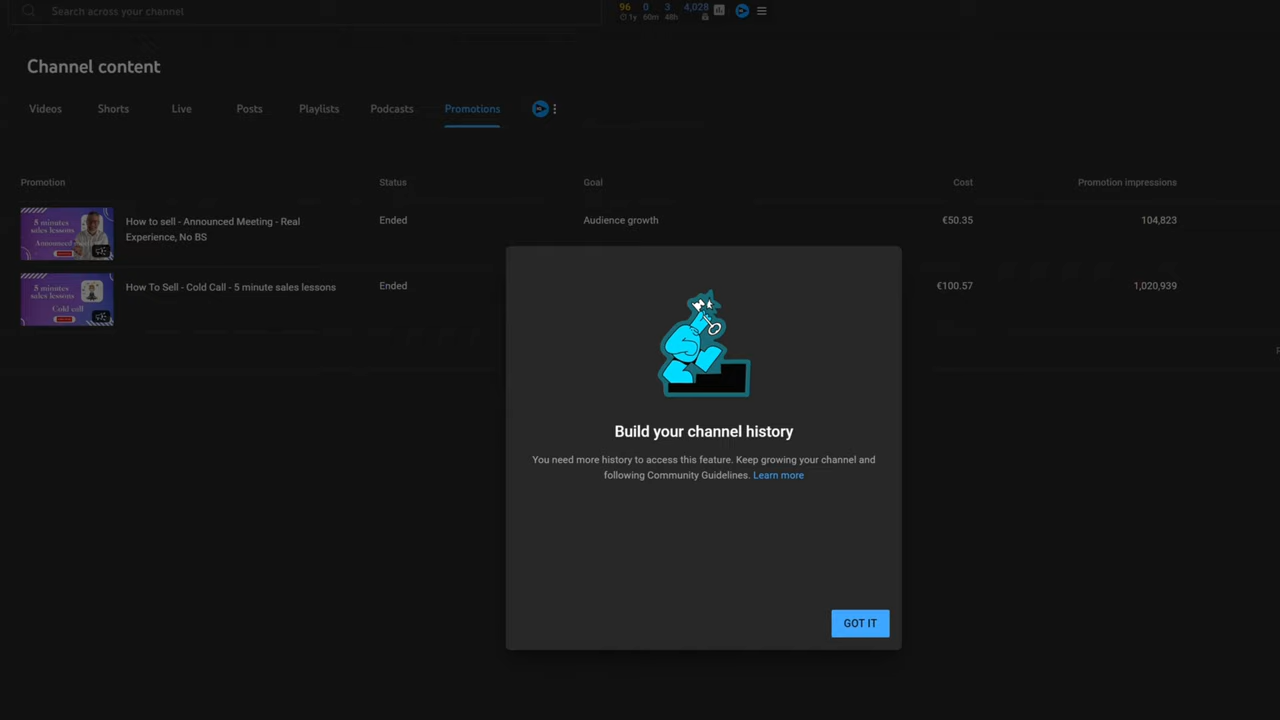 Search across your channel
96 0 3 4,028
1y 60m 48h
Channel content
Videos Shorts Live Posts Playlists Podcasts Promotions
Promotion Status Goal Cost Promotion impressions
5 minutes
sales lessons
Announced
How to sell - Announced Meeting - Real
Experience, No BS
Ended Audience growth €50.35 104,823
5 minutes
sales lessons
Cold call
How To Sell - Cold Call - 5 minute sales lessons Ended €100.57 1,020,939
Build your channel history
You need more history to access this feature. Keep growing your channel and
following Community Guidelines. Learn more
GOT IT